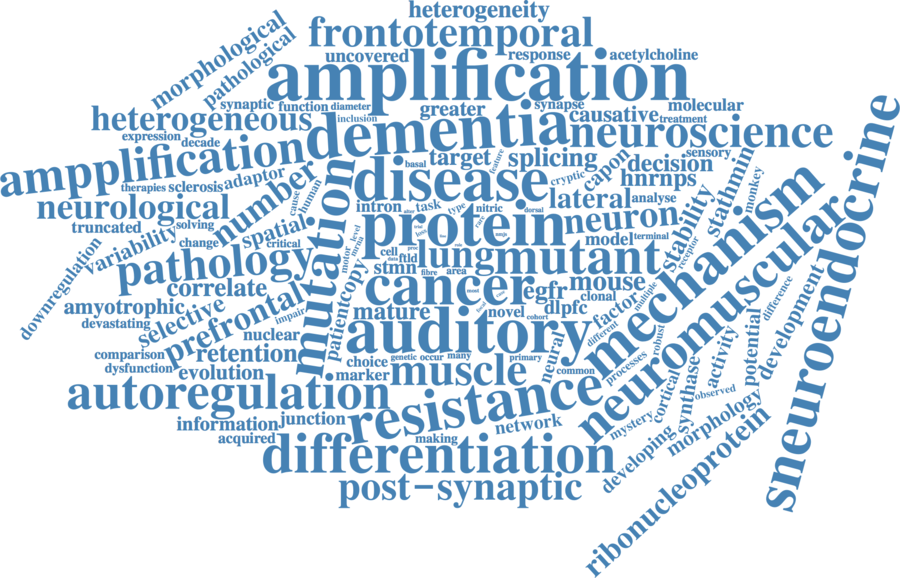 heterogeneity
morphological
frontotemporal
pathological
uncovered
response
acetylcholine
amplification
synaptic
function
diameter
greater
synapse
molecular
heterogeneous
inclusion
causative
treatment
dementia
neuroscience
expression
decade
ampplification
basal
target
feature
splicing
capon
decision
sensory
sneuroendocrine
therapies
sclerosis
adaptor
disease
cryptic
hnrnps
stathmin
monkey
neurological
number
cause
human
mutation
intron
task
type
nitric
dorsal
lateral
analyse
truncated
solving
spatial
protein
rare
neuron
stability
variability
change
critical
level
motor
mrna
cell
model
terminal
receptor
mechanism
downregulation
pathology
ftld
lung
mutant
stmn
fibre
area
correlate
copy
patient
cancer
egfr
mouse
multiple
neuromuscular
amyotrophic
devastating
selective
prefrontal
impair
mature
novel
cohort
dlpfc
clonal
factor
difference
development
nuclear
auditory
different
robust
potential
comparison
dysfunction
retention
choice
genetic
occur
many
primary
neural
common
processes
activity
evolution
marker
muscle
cortical
synthase
observed
autoregulation
resistance
mystery
morphology
information
junction
network
developing
acquired
making
differentiation
ribonucleoprotein
post-synaptic